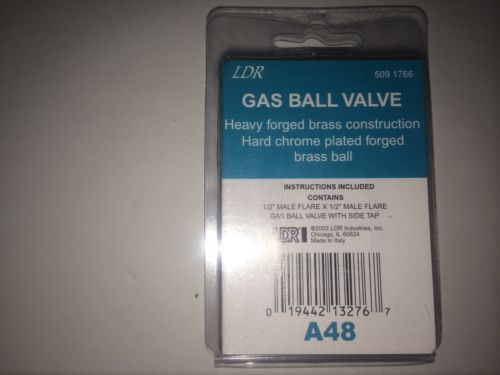 LDR 509 1766
GAS BALL VALVE
Heavy forged brass construction
Hard chrome plated forged
brass ball
INSTRUCTIONS INCLUDED
CONTAINS
1/2" MALE FLARE X 1/2" MALE FLARE
GAS BALL VALVE WITH SIDE TAP
LDR ©2003 LDR Industries, Inc.
Chicago, IL 60624
Made in Italy
0 19442 13276 7
A48